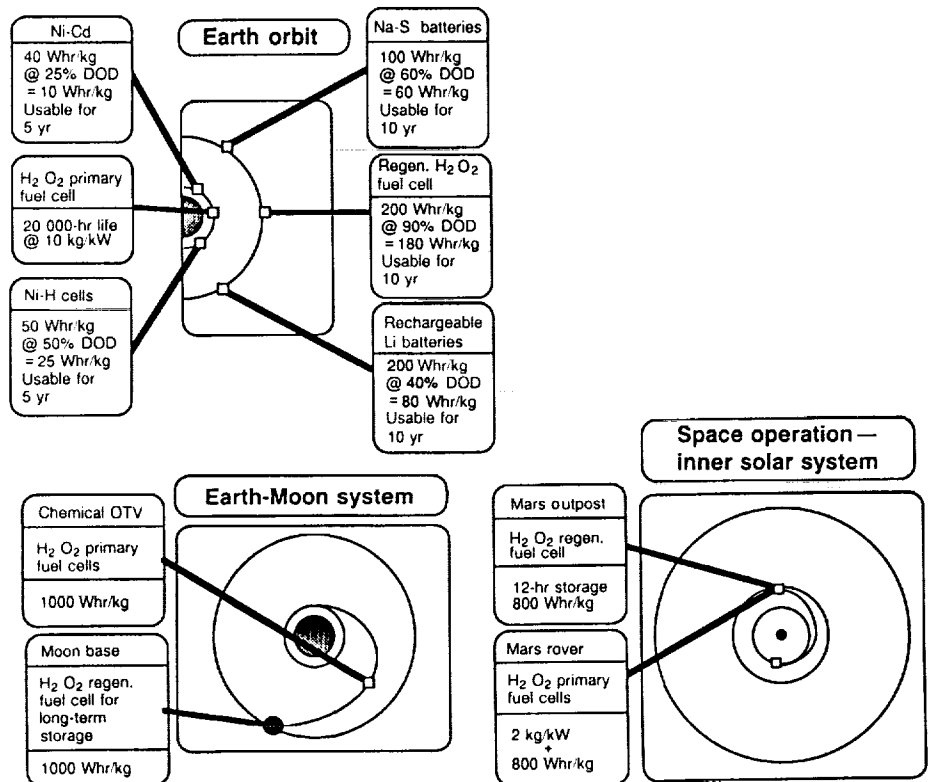 Earth orbit
Ni-Cd
40 Whr/kg
@ 25% DOD
= 10 Whr/kg
Usable for
5 yr
H2 O2 primary
fuel cell
20 000-hr life
@ 10 kg/kW
Ni-H cells
50 Whr/kg
@ 50% DOD
= 25 Whr/kg
Usable for
5 yr
Na-S batteries
100 Whr/kg
@ 60% DOD
= 60 Whr/kg
Usable for
10 yr
Regen. H2 O2
fuel cell
200 Whr/kg
@ 90% DOD
= 180 Whr/kg
Usable for
10 yr
Rechargeable
Li batteries
200 Whr/kg
@ 40% DOD
= 80 Whr/kg
Usable for
10 yr
Earth-Moon system
Chemical OTV
H2 O2 primary
fuel cells
1000 Whr/kg
Moon base
H2 O2 regen.
fuel cell for
long-term
storage
1000 Whr/kg
Space operation—
inner solar system
Mars outpost
H2 O2 regen.
fuel cell
12-hr storage
800 Whr/kg
Mars rover
H2 O2 primary
fuel cells
2 kg/kW
+
800 Whr/kg